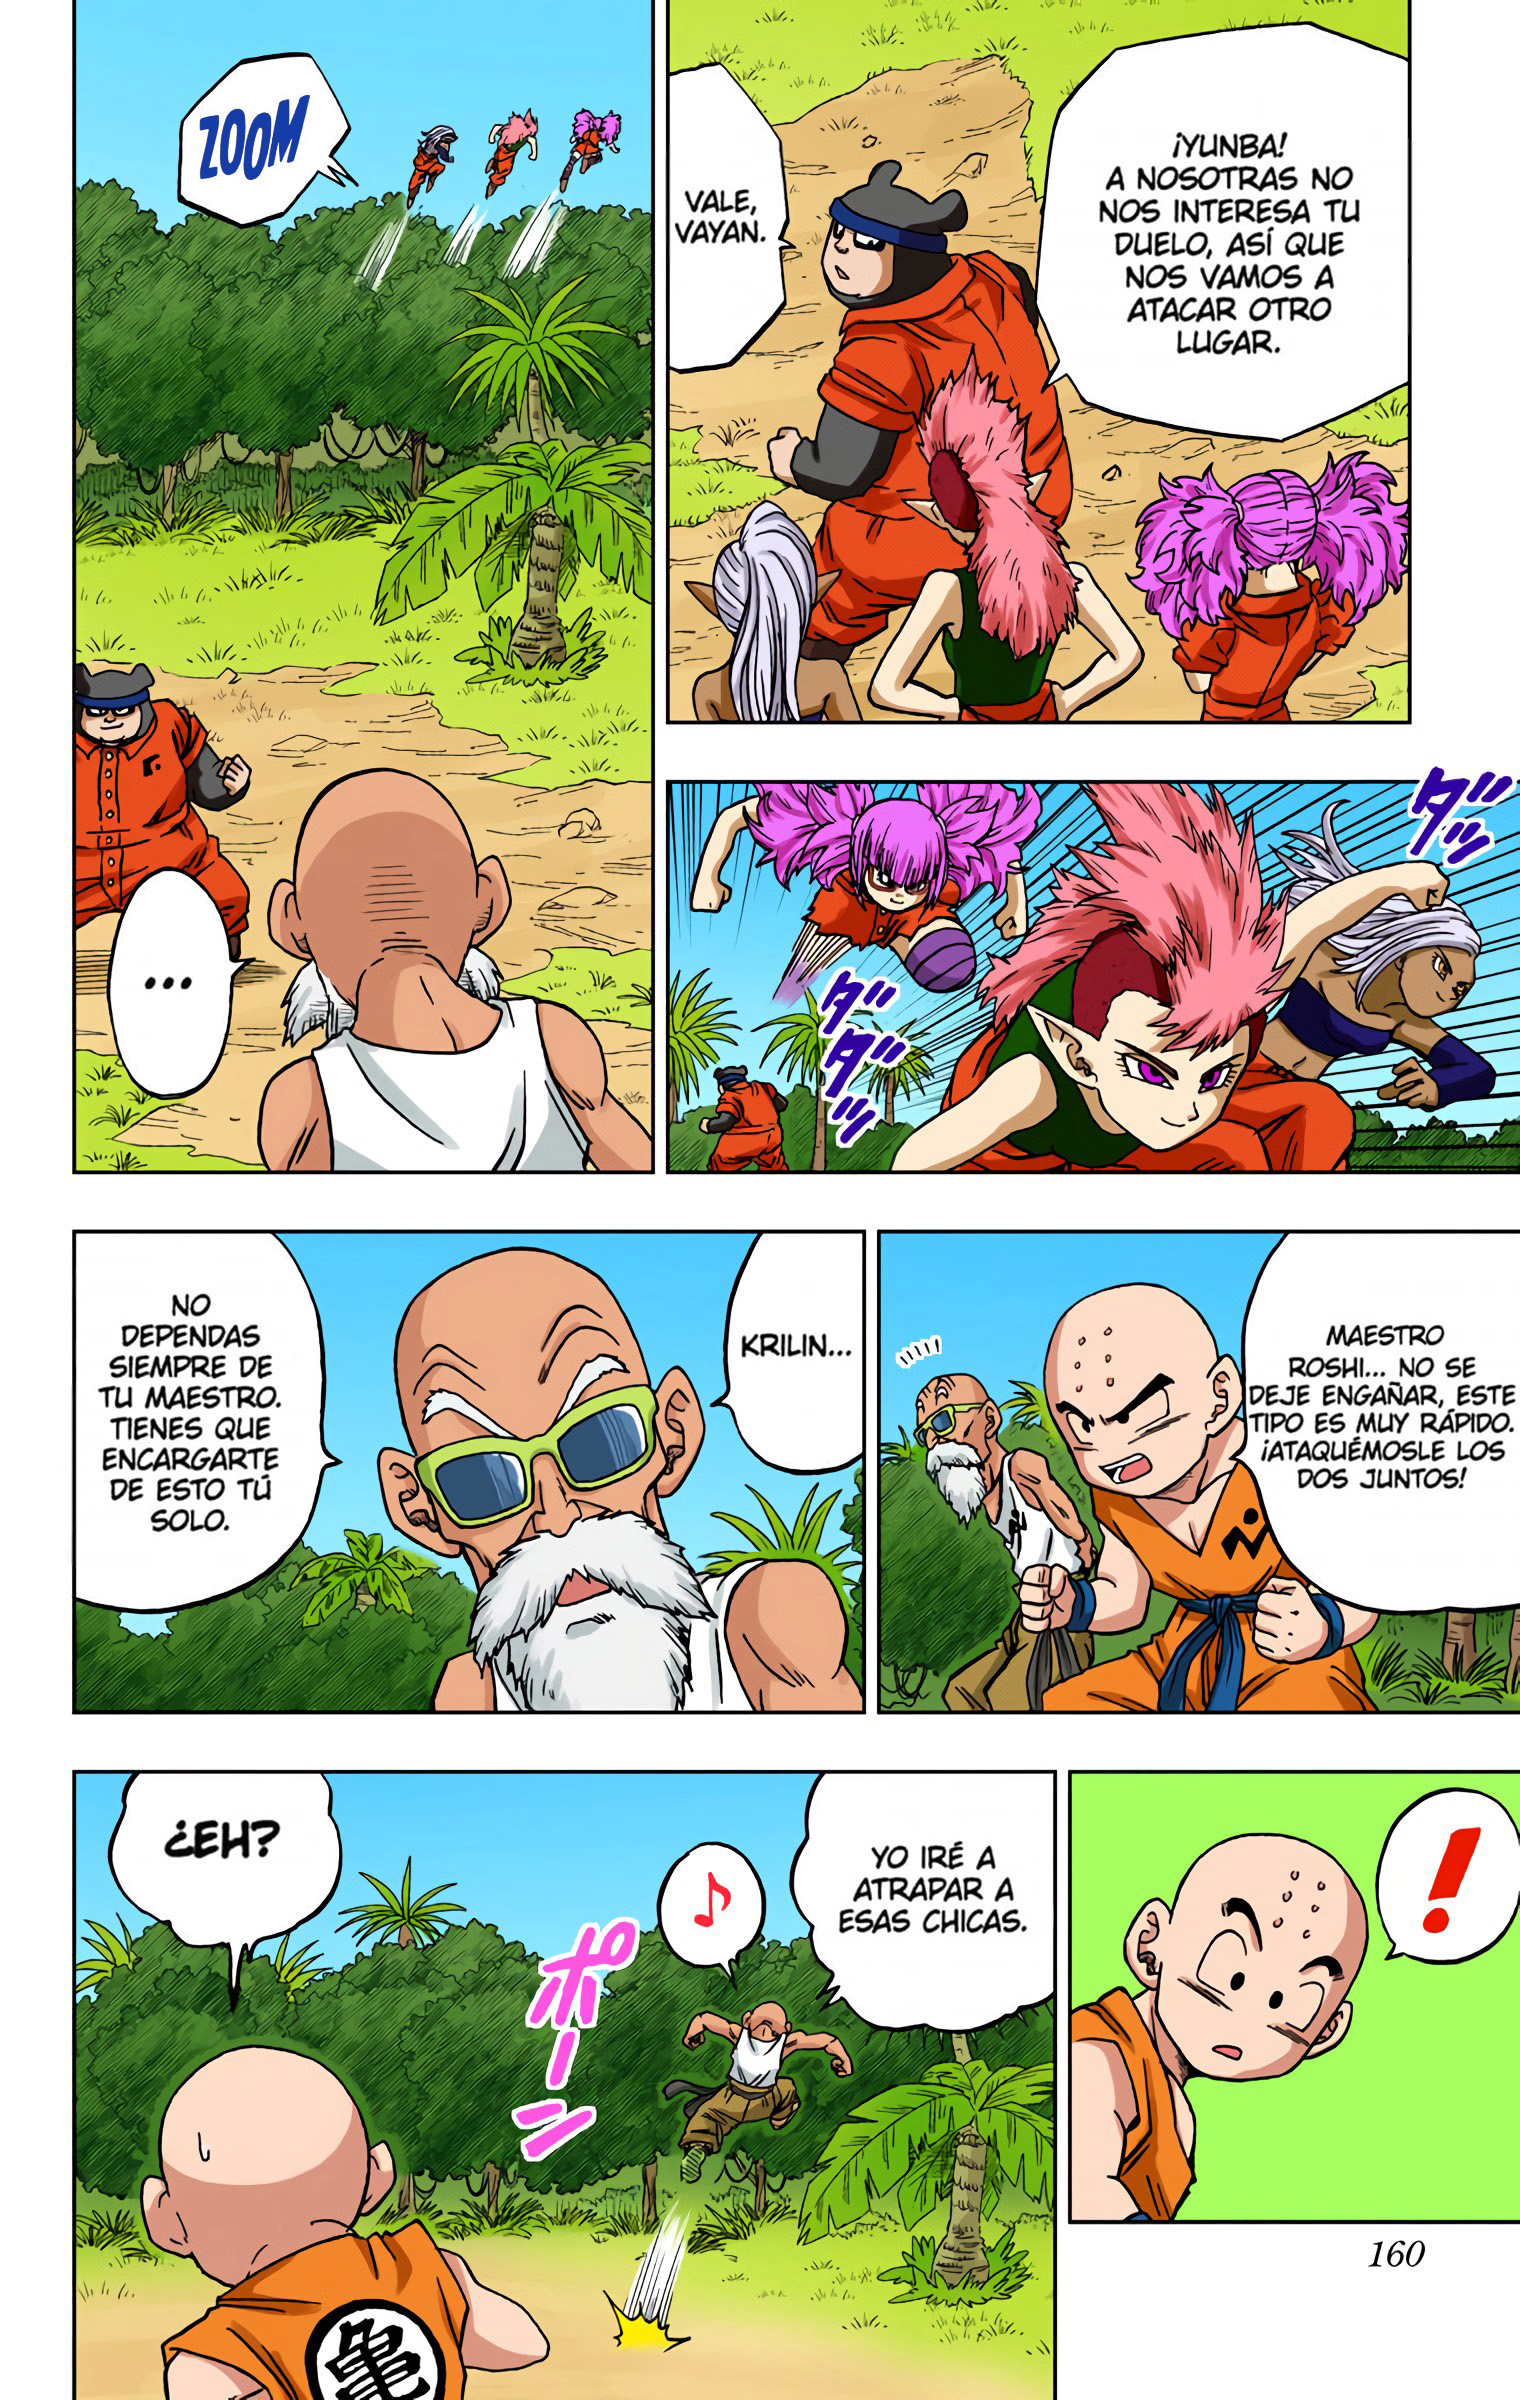 ¡YUNBA!
A NOSOTRAS NO
NOS INTERESA TU
DUELO, ASÍ QUE
NOS VAMOS A
ATACAR OTRO
LUGAR.
VALE,
VAYAN.
ダッ
ダッ
ダッ
ZOOM
...
MAESTRO
ROSHI... NO SE
DEJE ENGAÑAR, ESTE
TIPO ES MUY RÁPIDO.
¡ATAQUÉMOSLE LOS
DOS JUNTOS!
KRILIN...
NO
DEPENDAS
SIEMPRE DE
TU MAESTRO.
TIENES QUE
ENCARGARTE
DE ESTO TÚ
SOLO.
!
YO IRÉ A
ATRAPAR A
ESAS CHICAS.
♪
ポーン
¿EH?
亀
160